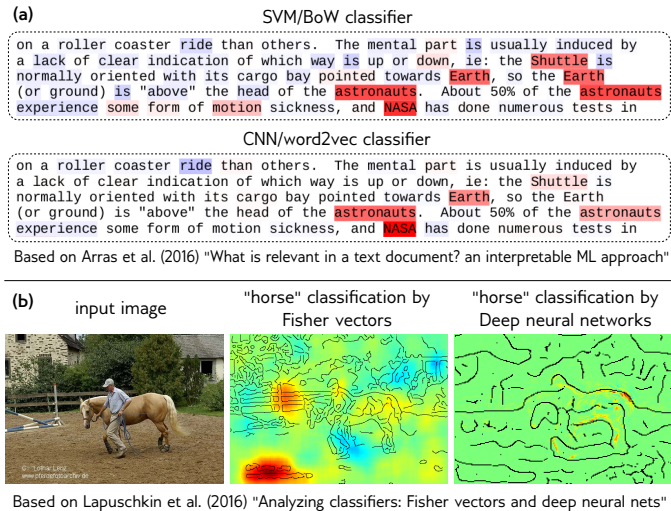 (a)
SVM/BoW classifier
on a roller coaster ride than others.  The mental part is usually induced by
a lack of clear indication of which way is up or down, ie: the Shuttle is
normally oriented with its cargo bay pointed towards Earth, so the Earth
(or ground) is "above" the head of the astronauts.  About 50% of the astronauts
experience some form of motion sickness, and NASA has done numerous tests in
CNN/word2vec classifier
on a roller coaster ride than others.  The mental part is usually induced by
a lack of clear indication of which way is up or down, ie: the Shuttle is
normally oriented with its cargo bay pointed towards Earth, so the Earth
(or ground) is "above" the head of the astronauts.  About 50% of the astronauts
experience some form of motion sickness, and NASA has done numerous tests in
Based on Arras et al. (2016) "What is relevant in a text document? an interpretable ML approach"
(b)
input image
"horse" classification by
Fisher vectors
"horse" classification by
Deep neural networks
© Lothar Lenz
www.pferdefotoarchiv.de
Based on Lapuschkin et al. (2016) "Analyzing classifiers: Fisher vectors and deep neural nets"